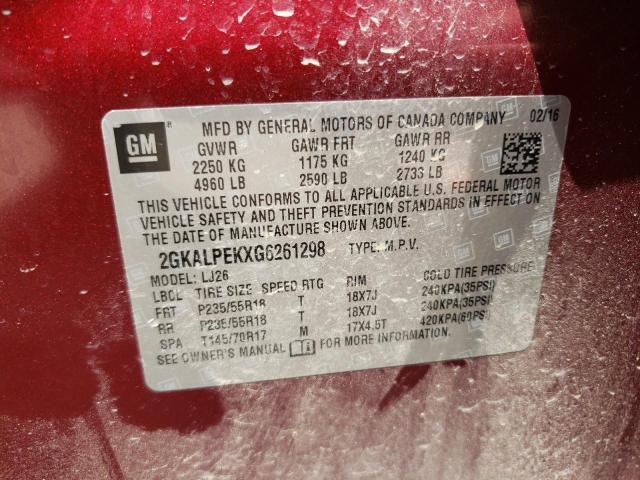 GM MFD BY GENERAL MOTORS OF CANADA COMPANY 02/16
GVWR GAWR FRT GAWR RR
2250 KG 1175 KG 1240 KG
4960 LB 2590 LB 2733 LB
THIS VEHICLE CONFORMS TO ALL APPLICABLE U.S. FEDERAL MOTOR
VEHICLE SAFETY AND THEFT PREVENTION STANDARDS IN EFFECT ON
THE DATE OF MANUFACTURE SHOWN ABOVE.
2GKALPEKXG6261298 TYPE: M.P.V.
MODEL: LJ26
LBCL TIRE SIZE SPEED RTG RIM COLD TIRE PRESSURE
FRT P235/55R18 T 18X7J 240KPA(35PSI)
RR P235/55R18 T 18X7J 240KPA(35PSI)
SPA T145/70R17 M 17X4.5T 420KPA(60PSI)
SEE OWNER'S MANUAL FOR MORE INFORMATION.